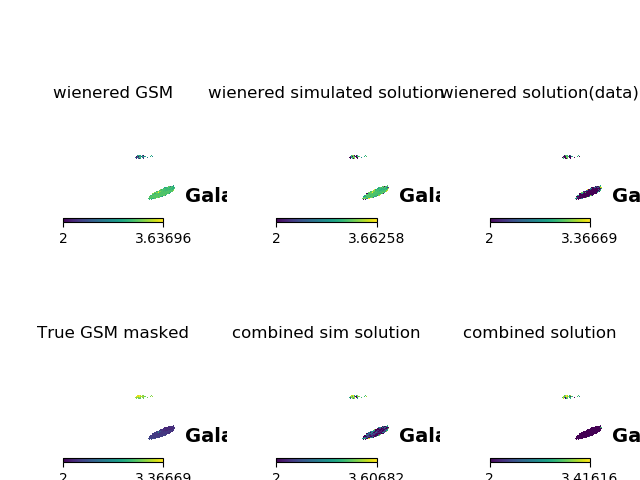 wienered GSM
wienered simulated solution
wienered solution(data)
Gala
Gala
Ga
2 3.63696
2 3.66258
2 3.36669
True GSM masked
combined sim solution
combined solution
Gala
Gala
Ga
2 3.36669
2 3.60682
2 3.41616